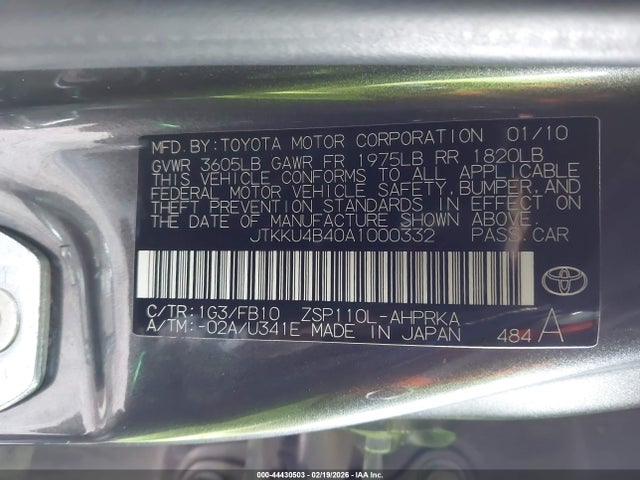 MFD.BY:TOYOTA MOTOR CORPORATION 01/10
GVWR 3605LB GAWR FR 1975LB RR 1820LB
THIS VEHICLE CONFORMS TO ALL APPLICABLE
FEDERAL MOTOR VEHICLE SAFETY, BUMPER, AND
THEFT PREVENTION STANDARDS IN EFFECT ON
THE DATE OF MANUFACTURE SHOWN ABOVE.
JTKKU4B40A1000332 PASS.CAR
C/TR:1G3/FB10 ZSP110L-AHPRKA
A/TM:-02A/U341E MADE IN JAPAN 484 A
000-44430503 - 02/19/2026 - IAA Inc.